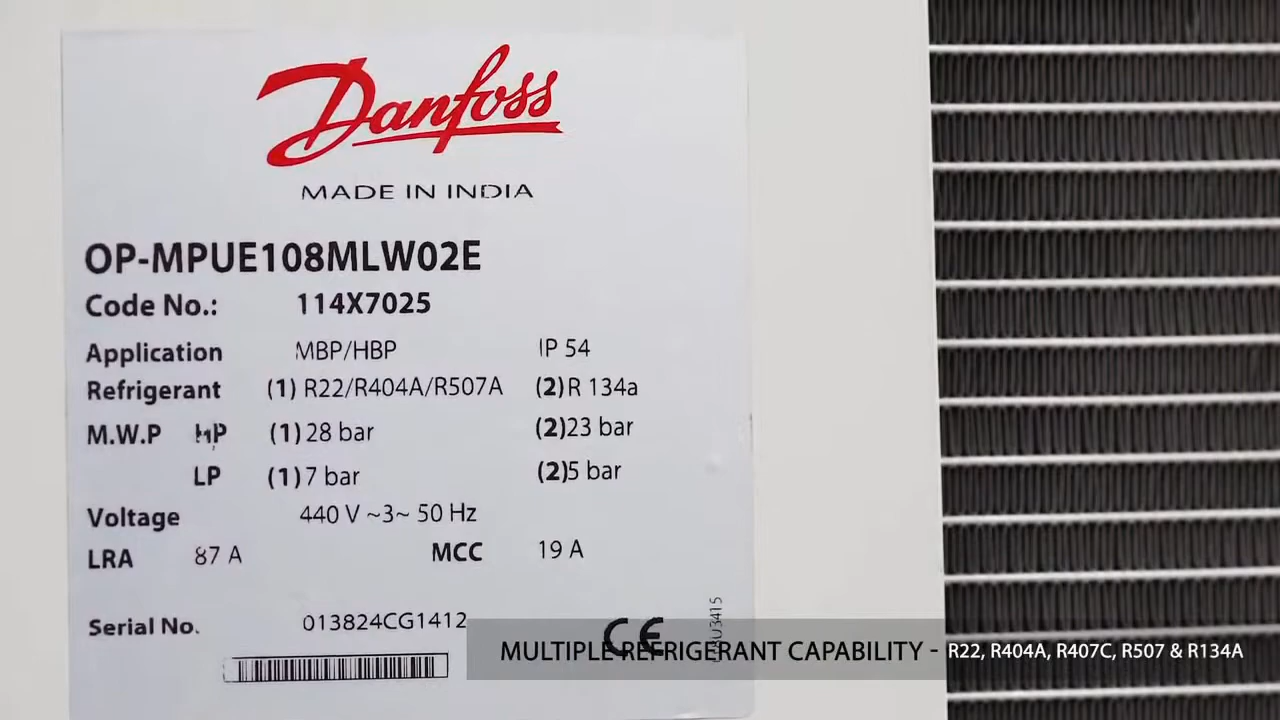 Danfoss
MADE IN INDIA
OP-MPUE108MLW02E
Code No.: 114X7025
Application MBP/HBP IP 54
Refrigerant (1) R22/R404A/R507A (2) R 134a
M.W.P HP (1) 28 bar (2) 23 bar
LP (1) 7 bar (2) 5 bar
Voltage 440 V ~3~ 50 Hz
LRA 87 A MCC 19 A
Serial No. 013824CG1412
CE
MULTIPLE REFRIGERANT CAPABILITY - R22, R404A, R407C, R507 & R134A